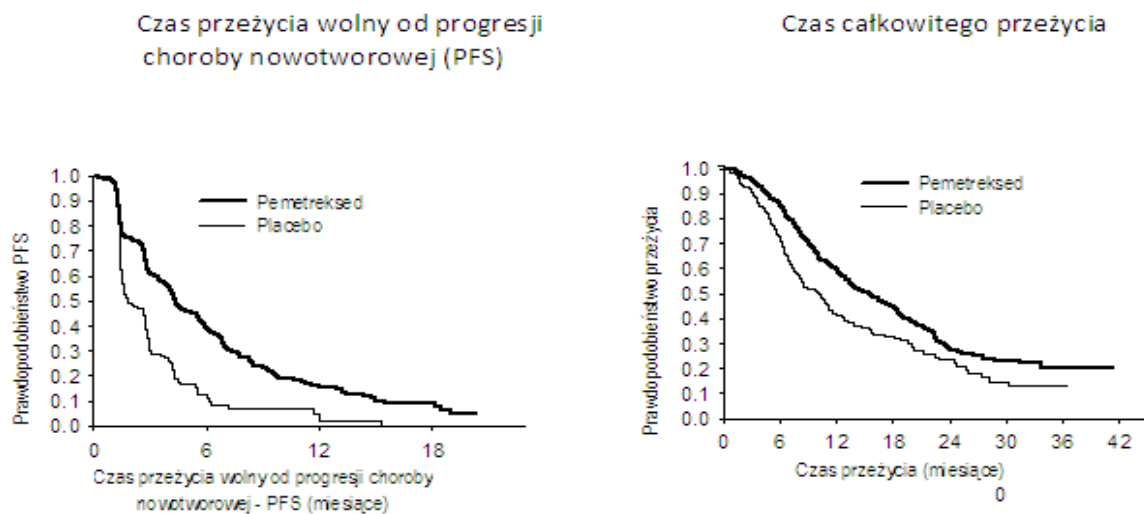 Czas przeżycia wolny od progresji
choroby nowotworowej (PFS)
Prawdopodobieństwo PFS
1.0
0.9
0.8
0.7
0.6
0.5
0.4
0.3
0.2
0.1
0.0
Pemetreksed
Placebo
0 6 12 18
Czas przeżycia wolny od progresji choroby
nowotworowej - PFS (miesiące)
Czas całkowitego przeżycia
Prawdopodobieństwo przeżycia
1.0
0.9
0.8
0.7
0.6
0.5
0.4
0.3
0.2
0.1
0.0
Pemetreksed
Placebo
0 6 12 18 24 30 36 42
Czas przeżycia (miesiące)
0